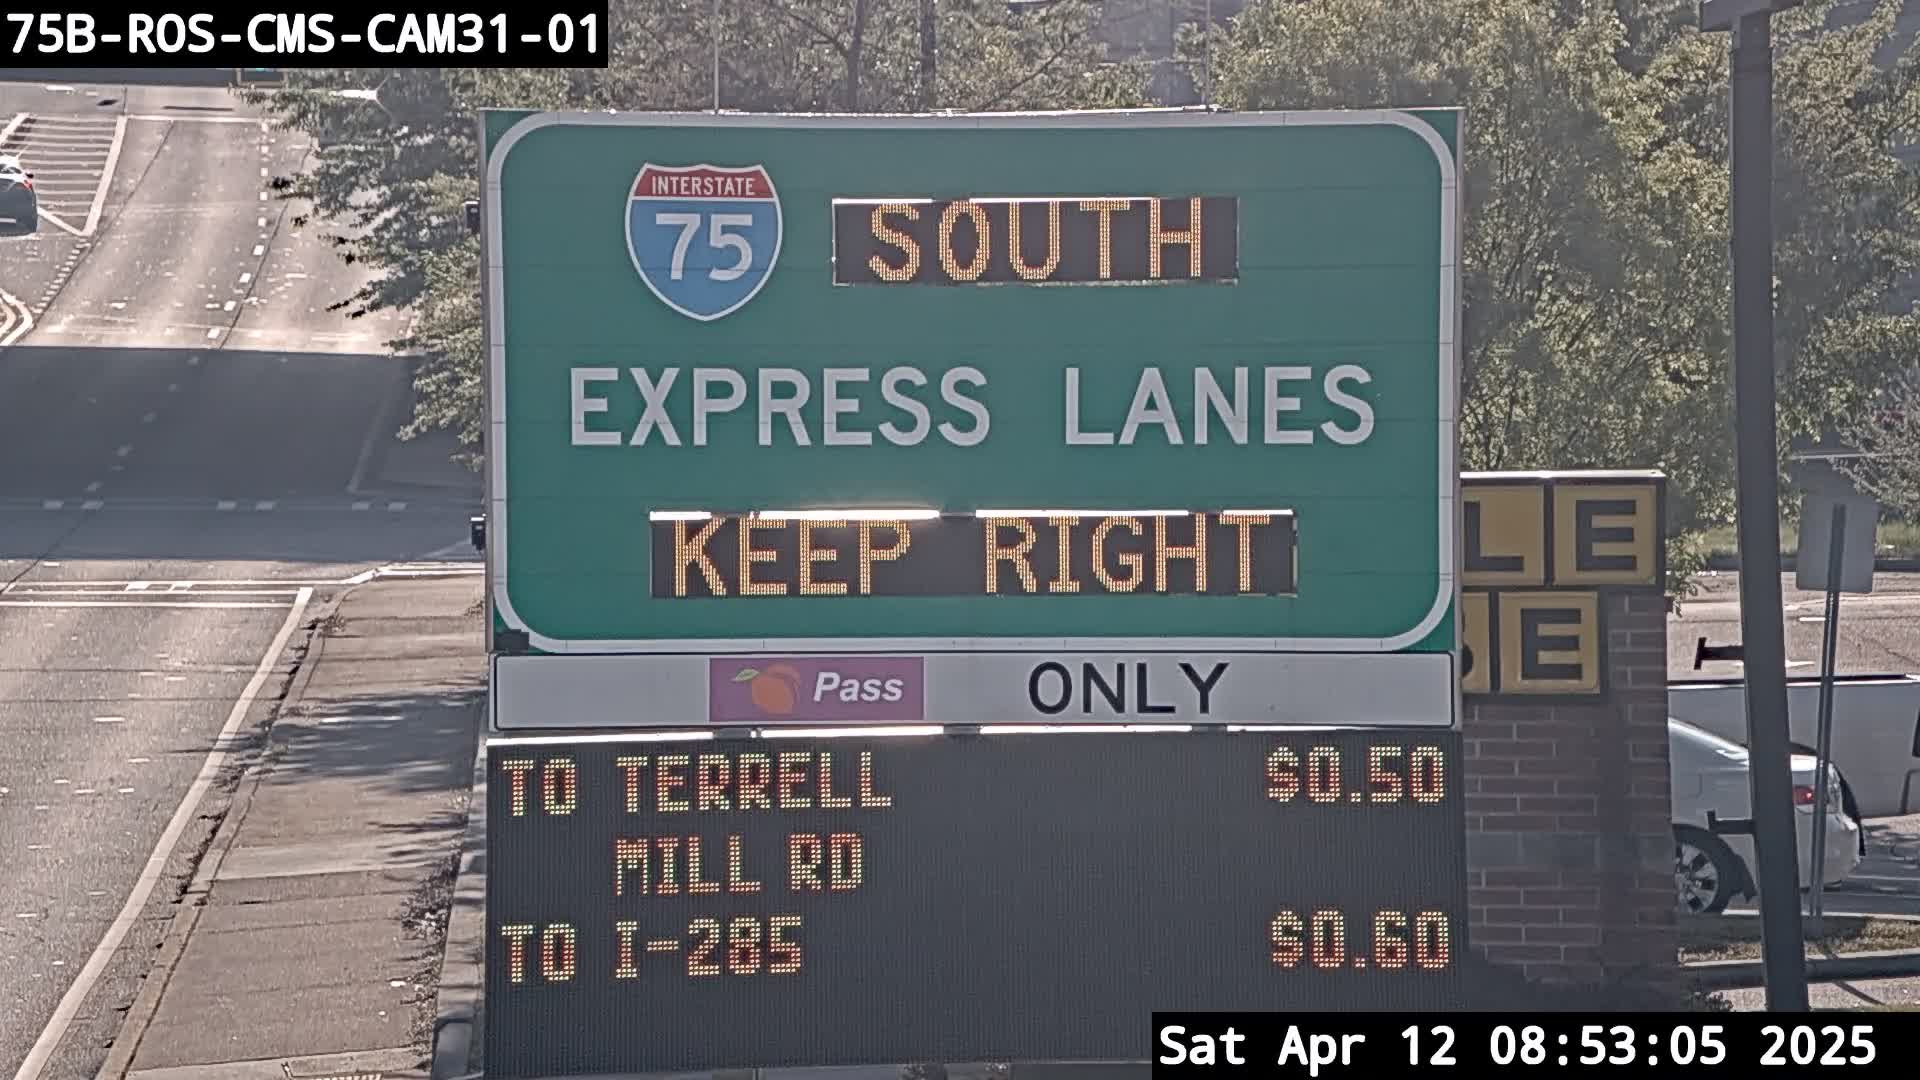 75B-ROS-CMS-CAM31-01
INTERSTATE
75 SOUTH
EXPRESS LANES
KEEP RIGHT
Pass ONLY
TO TERRELL $0.50
MILL RD
TO I-285 $0.60
LE
E
Sat Apr 12 08:53:05 2025